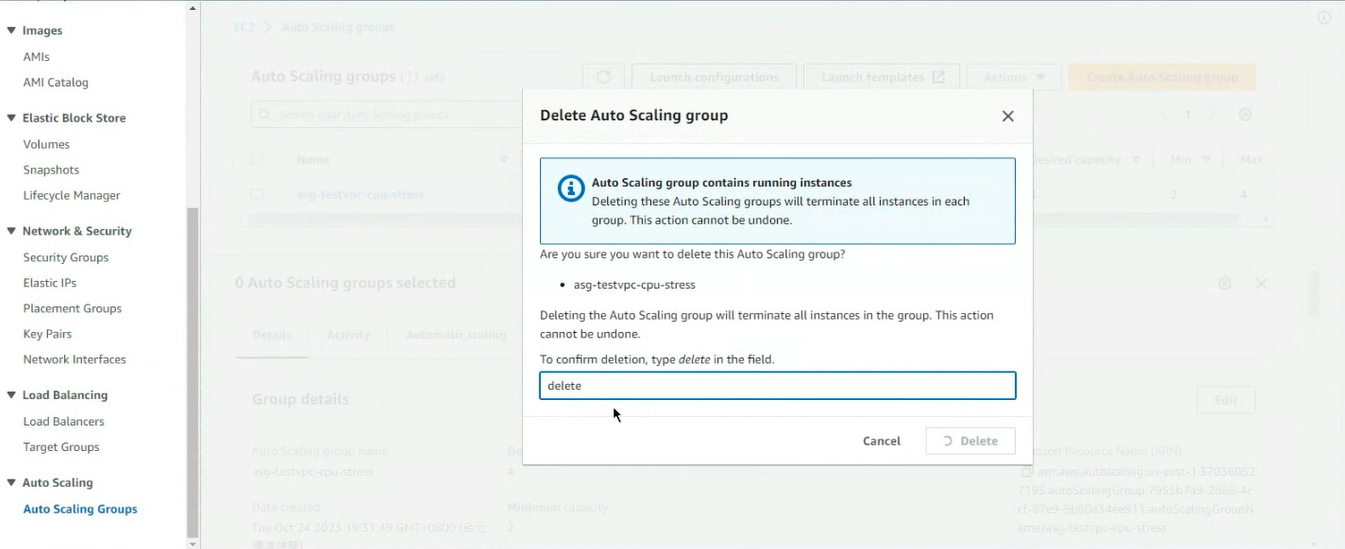 Images
AMIs
AMI Catalog
Elastic Block Store
Volumes
Snapshots
Lifecycle Manager
Network & Security
Security Groups
Elastic IPs
Placement Groups
Key Pairs
Network Interfaces
Load Balancing
Load Balancers
Target Groups
Auto Scaling
Auto Scaling Groups
EC2 > Auto Scaling groups
Auto Scaling groups (1) Info
Launch configurations
Launch templates
Actions
Create Auto Scaling group
Search your Auto Scaling groups
1
Name
Desired capacity
Min
Max
asg-testvpc-cpu-stress
4
2
4
0 Auto Scaling groups selected
Details
Activity
Automatic scaling
Group details
Edit
Auto Scaling group name
asg-testvpc-cpu-stress
4
-
Date created
Tue Oct 24 2023 19:31:49 GMT+0800
Minimum capacity
2
Amazon Resource Name (ARN)
arn:aws:autoscaling:us-east-1:37036052
7193:autoScalingGroup:7955b7a9-2d66-4c
cf-87e9-9b60a34ee911:autoScalingGroupN
ame/asg-testvpc-cpu-stress
Delete Auto Scaling group
Auto Scaling group contains running instances
Deleting these Auto Scaling groups will terminate all instances in each
group. This action cannot be undone.
Are you sure you want to delete this Auto Scaling group?
• asg-testvpc-cpu-stress
Deleting the Auto Scaling group will terminate all instances in the group. This action
cannot be undone.
To confirm deletion, type delete in the field.
delete
Cancel
Delete